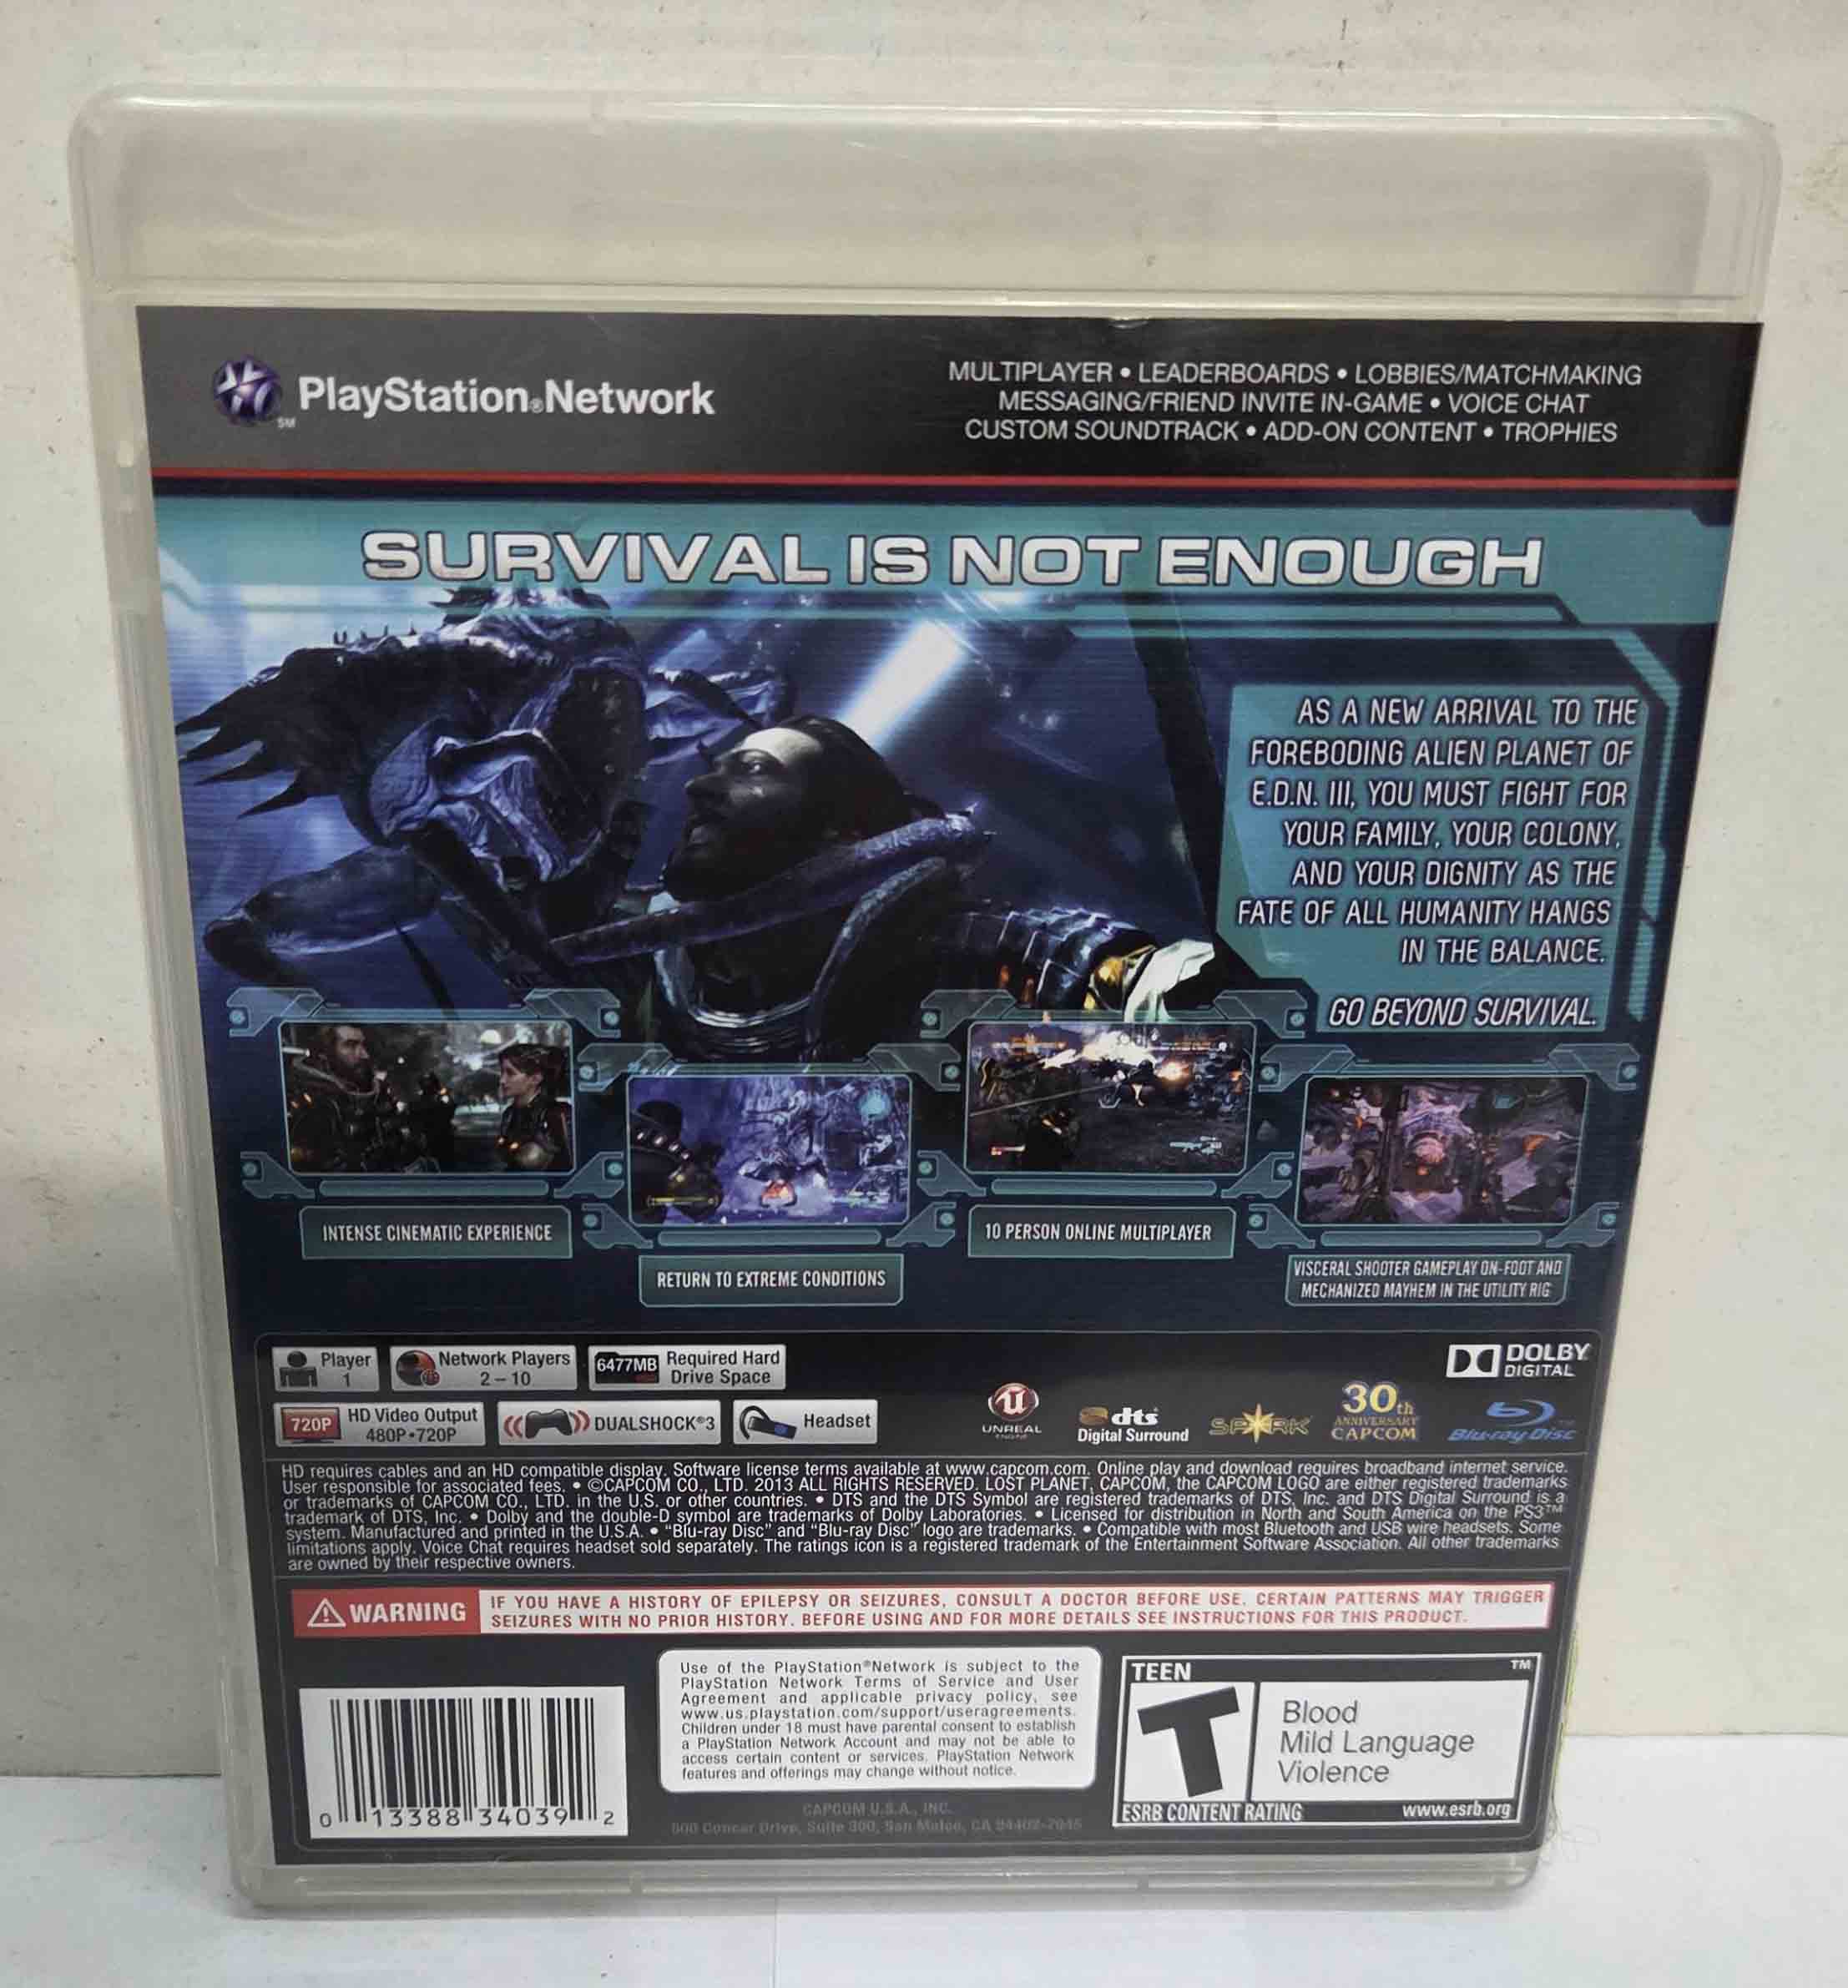 PlayStation®Network
SM
MULTIPLAYER • LEADERBOARDS • LOBBIES/MATCHMAKING
MESSAGING/FRIEND INVITE IN-GAME • VOICE CHAT
CUSTOM SOUNDTRACK • ADD-ON CONTENT • TROPHIES
SURVIVAL IS NOT ENOUGH
AS A NEW ARRIVAL TO THE
FOREBODING ALIEN PLANET OF
E.D.N. III, YOU MUST FIGHT FOR
YOUR FAMILY, YOUR COLONY,
AND YOUR DIGNITY AS THE
FATE OF ALL HUMANITY HANGS
IN THE BALANCE.
GO BEYOND SURVIVAL.
INTENSE CINEMATIC EXPERIENCE
RETURN TO EXTREME CONDITIONS
10 PERSON ONLINE MULTIPLAYER
VISCERAL SHOOTER GAMEPLAY ON-FOOT AND
MECHANIZED MAYHEM IN THE UTILITY RIG
Player
1
Network Players
2 – 10
6477MB
Required Hard
Drive Space
720P
HD Video Output
480P•720P
DUALSHOCK®3
Headset
UNREAL
ENGINE
dts
Digital Surround
SPARK
30th
ANNIVERSARY
CAPCOM
DOLBY
DIGITAL
Blu-ray Disc
HD requires cables and an HD compatible display. Software license terms available at www.capcom.com. Online play and download requires broadband internet service.
User responsible for associated fees. • ©CAPCOM CO., LTD. 2013 ALL RIGHTS RESERVED. LOST PLANET, CAPCOM, the CAPCOM LOGO are either registered trademarks
or trademarks of CAPCOM CO., LTD. in the U.S. or other countries. • DTS and the DTS Symbol are registered trademarks of DTS, Inc. and DTS Digital Surround is a
trademark of DTS, Inc. • Dolby and the double-D symbol are trademarks of Dolby Laboratories. • Licensed for distribution in North and South America on the PS3™
system. Manufactured and printed in the U.S.A. • “Blu-ray Disc” and “Blu-ray Disc” logo are trademarks. • Compatible with most Bluetooth and USB wire headsets. Some
limitations apply. Voice Chat requires headset sold separately. The ratings icon is a registered trademark of the Entertainment Software Association. All other trademarks
are owned by their respective owners.
WARNING
IF YOU HAVE A HISTORY OF EPILEPSY OR SEIZURES, CONSULT A DOCTOR BEFORE USE. CERTAIN PATTERNS MAY TRIGGER
SEIZURES WITH NO PRIOR HISTORY. BEFORE USING AND FOR MORE DETAILS SEE INSTRUCTIONS FOR THIS PRODUCT.
0 13388 34039 2
Use of the PlayStation®Network is subject to the
PlayStation Network Terms of Service and User
Agreement and applicable privacy policy, see
www.us.playstation.com/support/useragreements.
Children under 18 must have parental consent to establish
a PlayStation Network Account and may not be able to
access certain content or services. PlayStation Network
features and offerings may change without notice.
CAPCOM U.S.A., INC.
800 Concar Drive, Suite 300, San Mateo, CA 94402-2045
TEEN
TM
T
Blood
Mild Language
Violence
ESRB CONTENT RATING
www.esrb.org